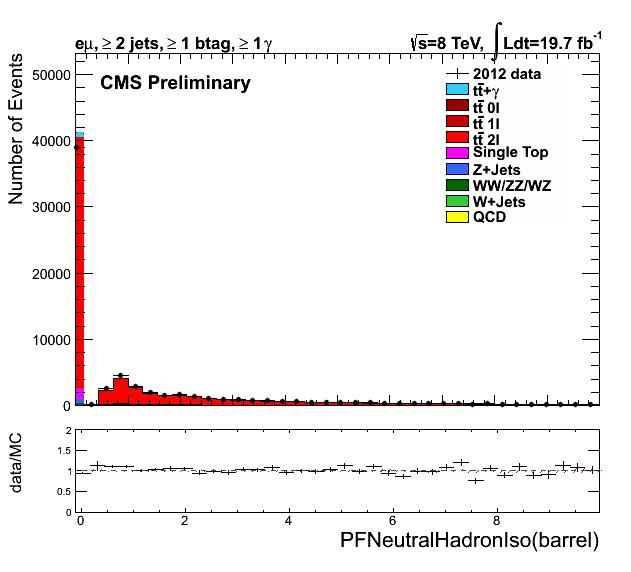 eμ, ≥ 2 jets, ≥ 1 btag, ≥ 1 γ
√s=8 TeV, ∫ Ldt=19.7 fb⁻¹
CMS Preliminary
Number of Events
50000
40000
30000
20000
10000
0
2012 data
tt̄+γ
tt̄ 0l
tt̄ 1l
tt̄ 2l
Single Top
Z+Jets
WW/ZZ/WZ
W+Jets
QCD
data/MC
2
1.5
1
0.5
0
0 2 4 6 8
PFNeutralHadronIso(barrel)